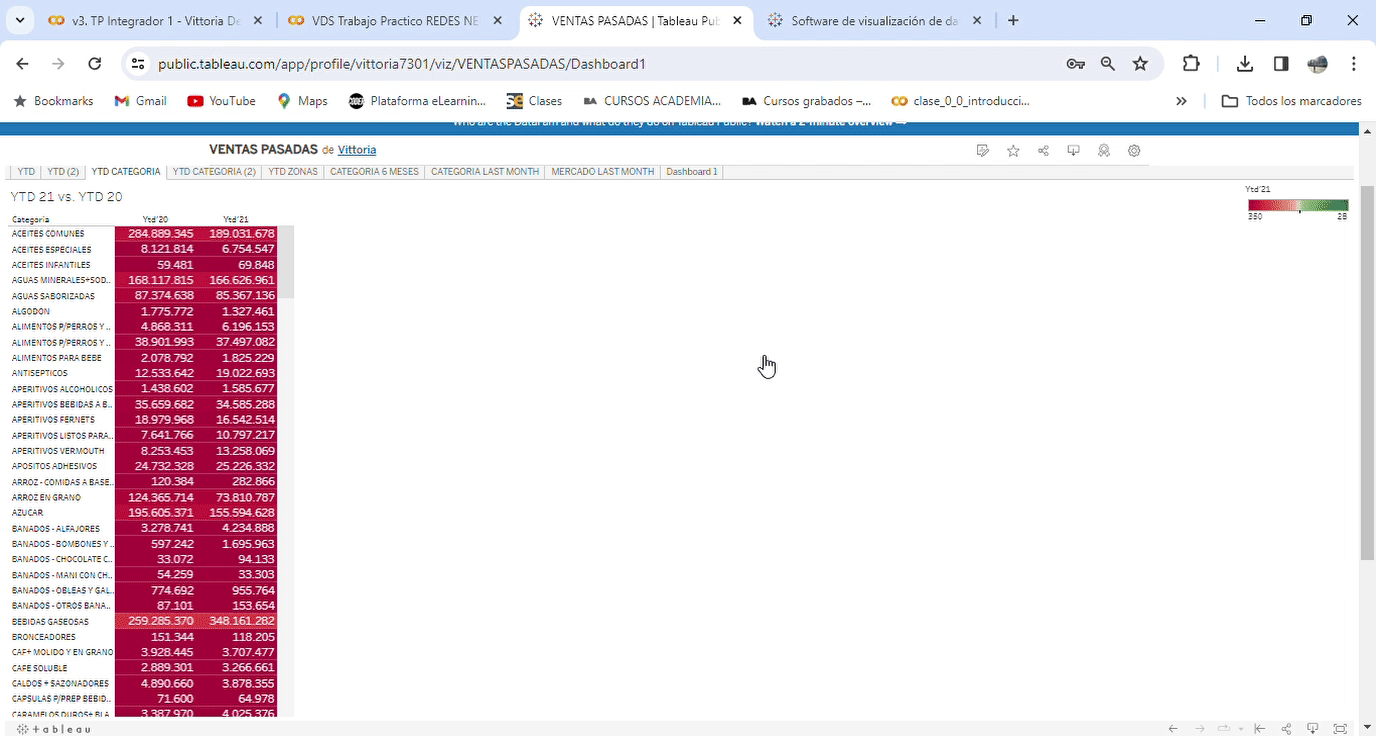 v3. TP Integrador 1 - Vittoria De
VDS Trabajo Practico REDES NE
VENTAS PASADAS | Tableau Pub
Software de visualización de da
public.tableau.com/app/profile/vittoria7301/viz/VENTASPASADAS/Dashboard1
Bookmarks Gmail YouTube Maps Plataforma eLearnin... Clases CURSOS ACADEMIA... Cursos grabados –... clase_0_0_introducci... Todos los marcadores
Who are the DataFam and what do they do on Tableau Public? Watch a 2-minute overview
VENTAS PASADAS de Vittoria
YTD YTD (2) YTD CATEGORIA YTD CATEGORIA (2) YTD ZONAS CATEGORIA 6 MESES CATEGORIA LAST MONTH MERCADO LAST MONTH Dashboard 1
YTD 21 vs. YTD 20
Ytd'21
350 28
Categoria Ytd'20 Ytd'21
ACEITES COMUNES 284.889.345 189.031.678
ACEITES ESPECIALES 8.121.814 6.754.547
ACEITES INFANTILES 59.481 69.848
AGUAS MINERALES+SOD.. 168.117.815 166.626.961
AGUAS SABORIZADAS 87.374.638 85.367.136
ALGODON 1.775.772 1.327.461
ALIMENTOS P/PERROS Y .. 4.868.311 6.196.153
ALIMENTOS P/PERROS Y .. 38.901.993 37.497.082
ALIMENTOS PARA BEBE 2.078.792 1.825.229
ANTISEPTICOS 12.533.642 19.022.693
APERITIVOS ALCOHOLICOS 1.438.602 1.585.677
APERITIVOS BEBIDAS A B.. 35.659.682 34.585.288
APERITIVOS FERNETS 18.979.968 16.542.514
APERITIVOS LISTOS PARA.. 7.641.766 10.797.217
APERITIVOS VERMOUTH 8.253.453 13.258.069
APOSITOS ADHESIVOS 24.732.328 25.226.332
ARROZ - COMIDAS A BASE.. 120.384 282.866
ARROZ EN GRANO 124.365.714 73.810.787
AZUCAR 195.605.371 155.594.628
BANADOS - ALFAJORES 3.278.741 4.234.888
BANADOS - BOMBONES Y .. 597.242 1.695.963
BANADOS - CHOCOLATE C.. 33.072 94.133
BANADOS - MANI CON CH.. 54.259 33.303
BANADOS - OBLEAS Y GAL.. 774.692 955.764
BANADOS - OTROS BANA.. 87.101 153.654
BEBIDAS GASEOSAS 259.285.370 348.161.282
BRONCEADORES 151.344 118.205
CAF+ MOLIDO Y EN GRANO 3.928.445 3.707.477
CAFE SOLUBLE 2.889.301 3.266.661
CALDOS + SAZONADORES 4.890.660 3.878.355
CAPSULAS P/PREP BEBID.. 71.600 64.978
CARAMELOS DUROS+ BLA.. 3.387.970 4.025.376
+ableau